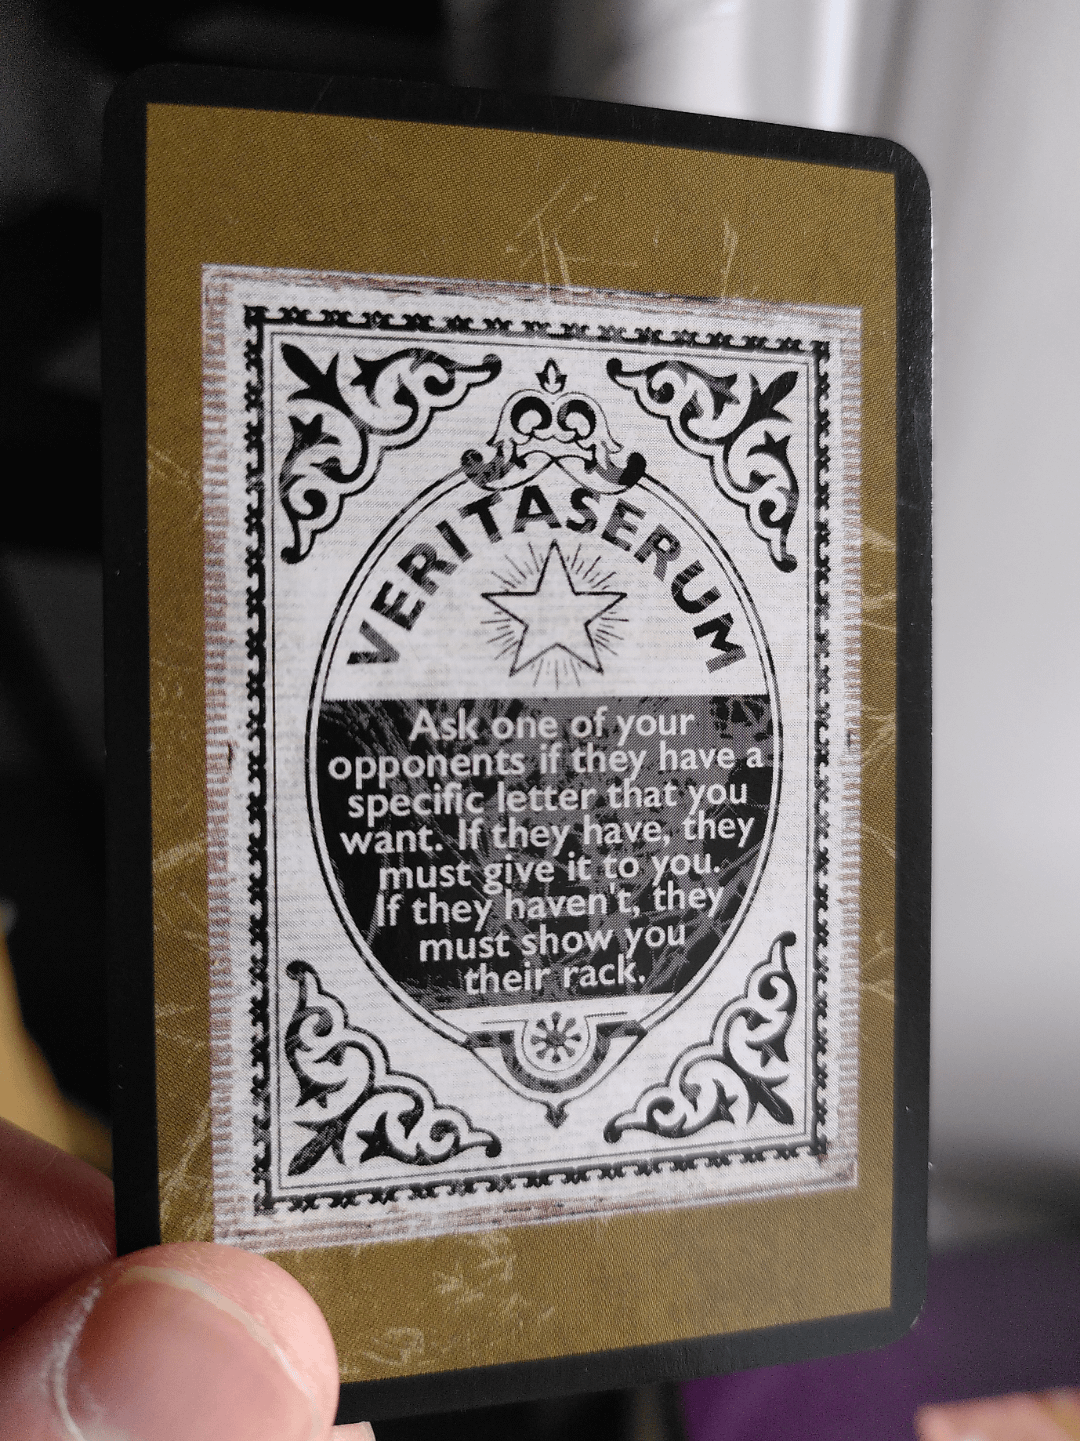 VERITASERUM
Ask one of your
opponents if they have a
specific letter that you
want. If they have, they
must give it to you.
If they haven't, they
must show you
their rack.